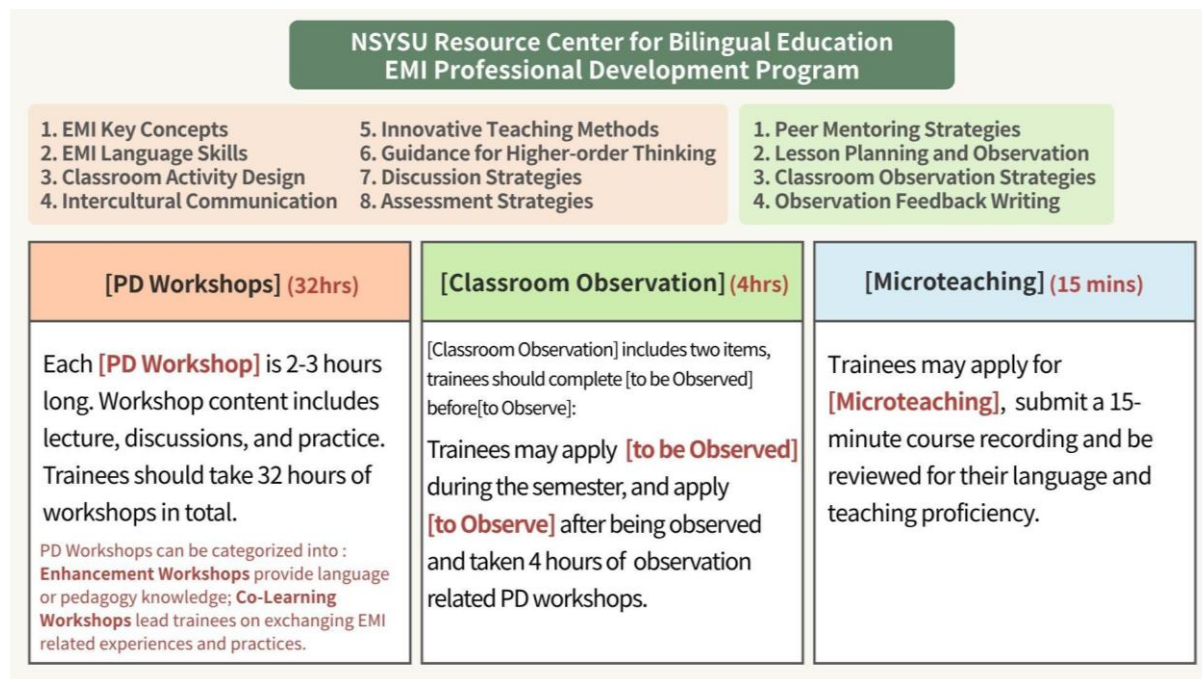 NSYSU Resource Center for Bilingual Education
EMI Professional Development Program
1. EMI Key Concepts
2. EMI Language Skills
3. Classroom Activity Design
4. Intercultural Communication
5. Innovative Teaching Methods
6. Guidance for Higher-order Thinking
7. Discussion Strategies
8. Assessment Strategies
1. Peer Mentoring Strategies
2. Lesson Planning and Observation
3. Classroom Observation Strategies
4. Observation Feedback Writing
[PD Workshops] (32hrs)
Each [PD Workshop] is 2-3 hours
long. Workshop content includes
lecture, discussions, and practice.
Trainees should take 32 hours of
workshops in total.
PD Workshops can be categorized into :
Enhancement Workshops provide language
or pedagogy knowledge; Co-Learning
Workshops lead trainees on exchanging EMI
related experiences and practices.
[Classroom Observation] (4hrs)
[Classroom Observation] includes two items,
trainees should complete [to be Observed]
before[to Observe]:
Trainees may apply [to be Observed]
during the semester, and apply
[to Observe] after being observed
and taken 4 hours of observation
related PD workshops.
[Microteaching] (15 mins)
Trainees may apply for
[Microteaching], submit a 15-
minute course recording and be
reviewed for their language and
teaching proficiency.